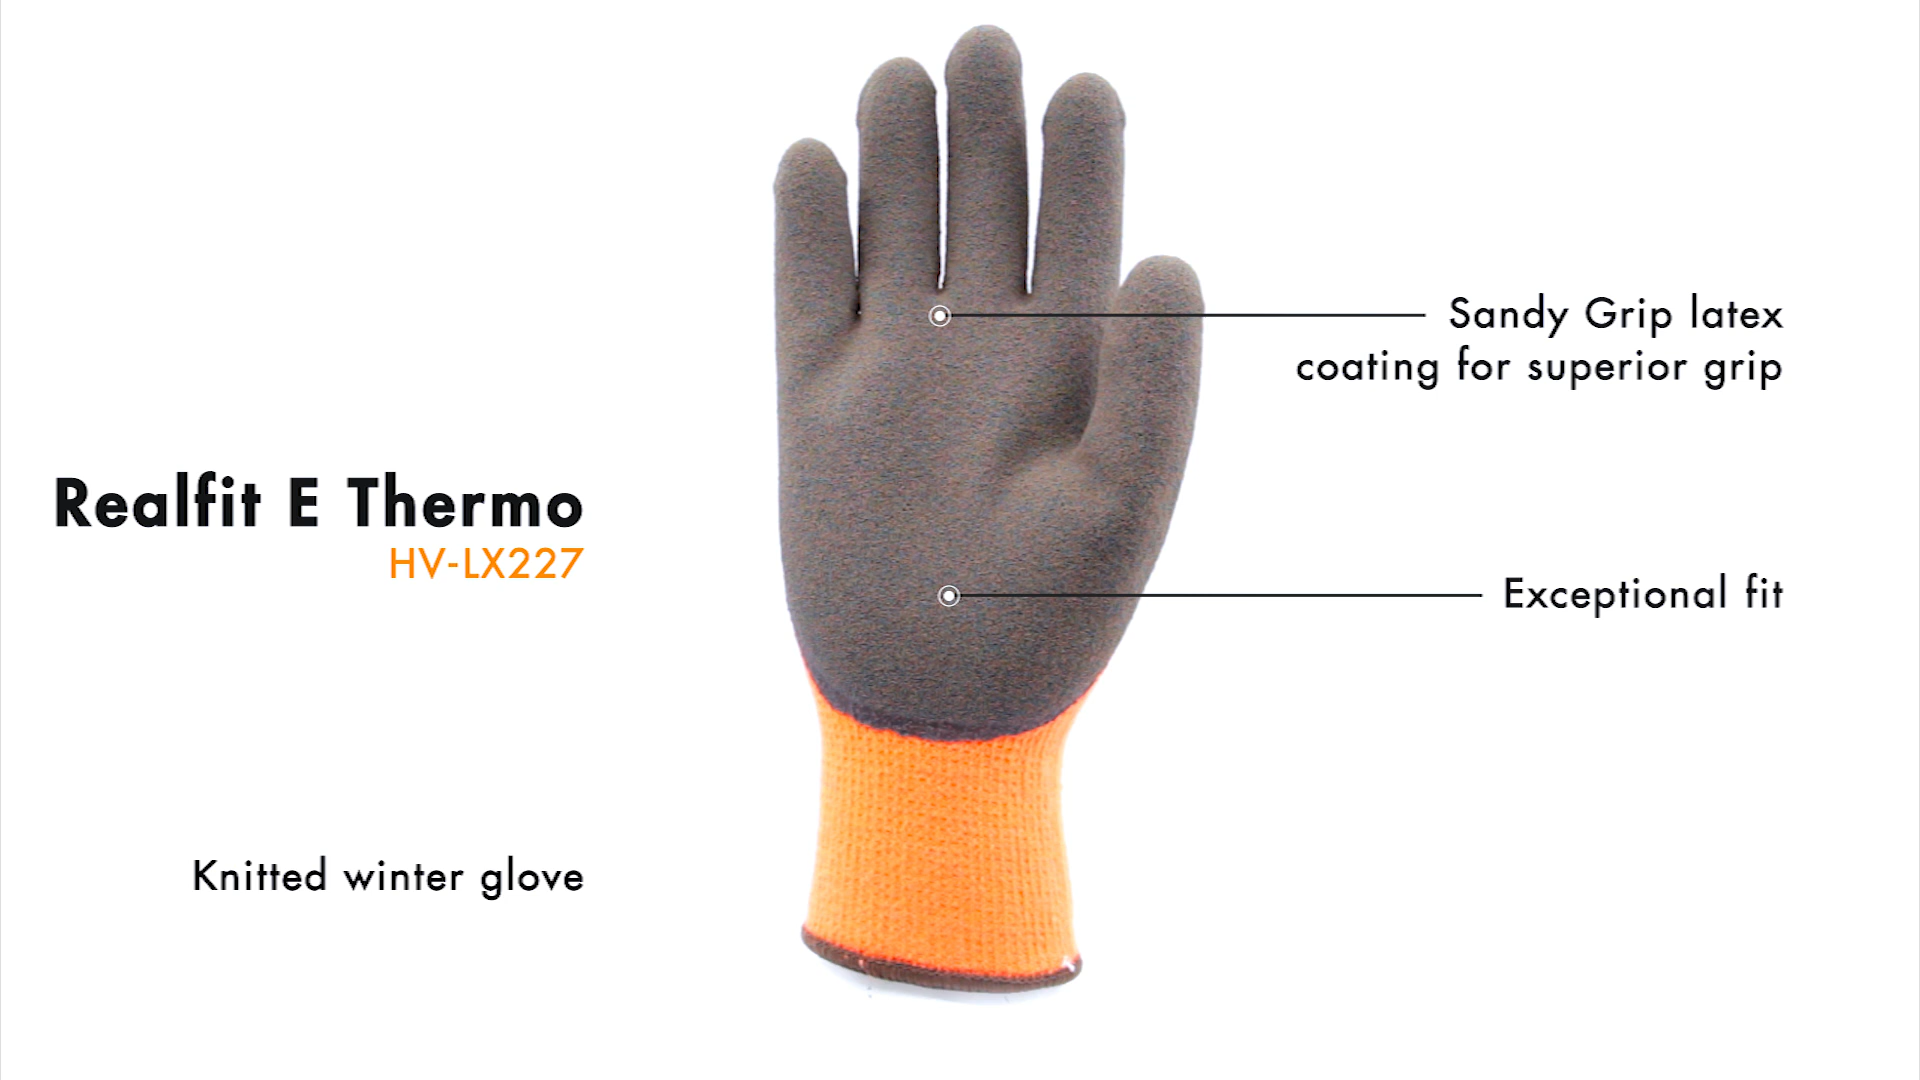 Realfit E Thermo
HV-LX227
Knitted winter glove
Sandy Grip latex
coating for superior grip
Exceptional fit